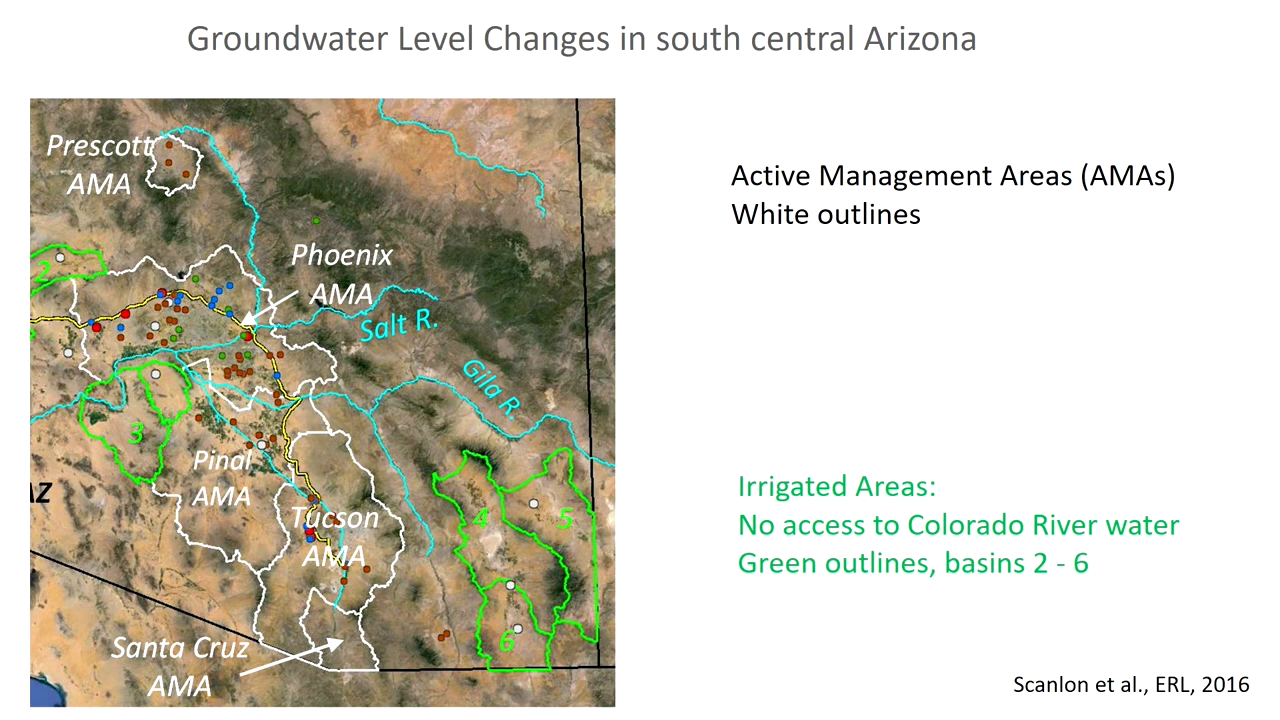 Groundwater Level Changes in south central Arizona
Prescott
AMA
Phoenix
AMA
2
Salt R.
Gila R.
3
Pinal
AMA
AZ
Tucson
AMA
4
5
6
Santa Cruz
AMA
Active Management Areas (AMAs)
White outlines
Irrigated Areas:
No access to Colorado River water
Green outlines, basins 2 - 6
Scanlon et al., ERL, 2016